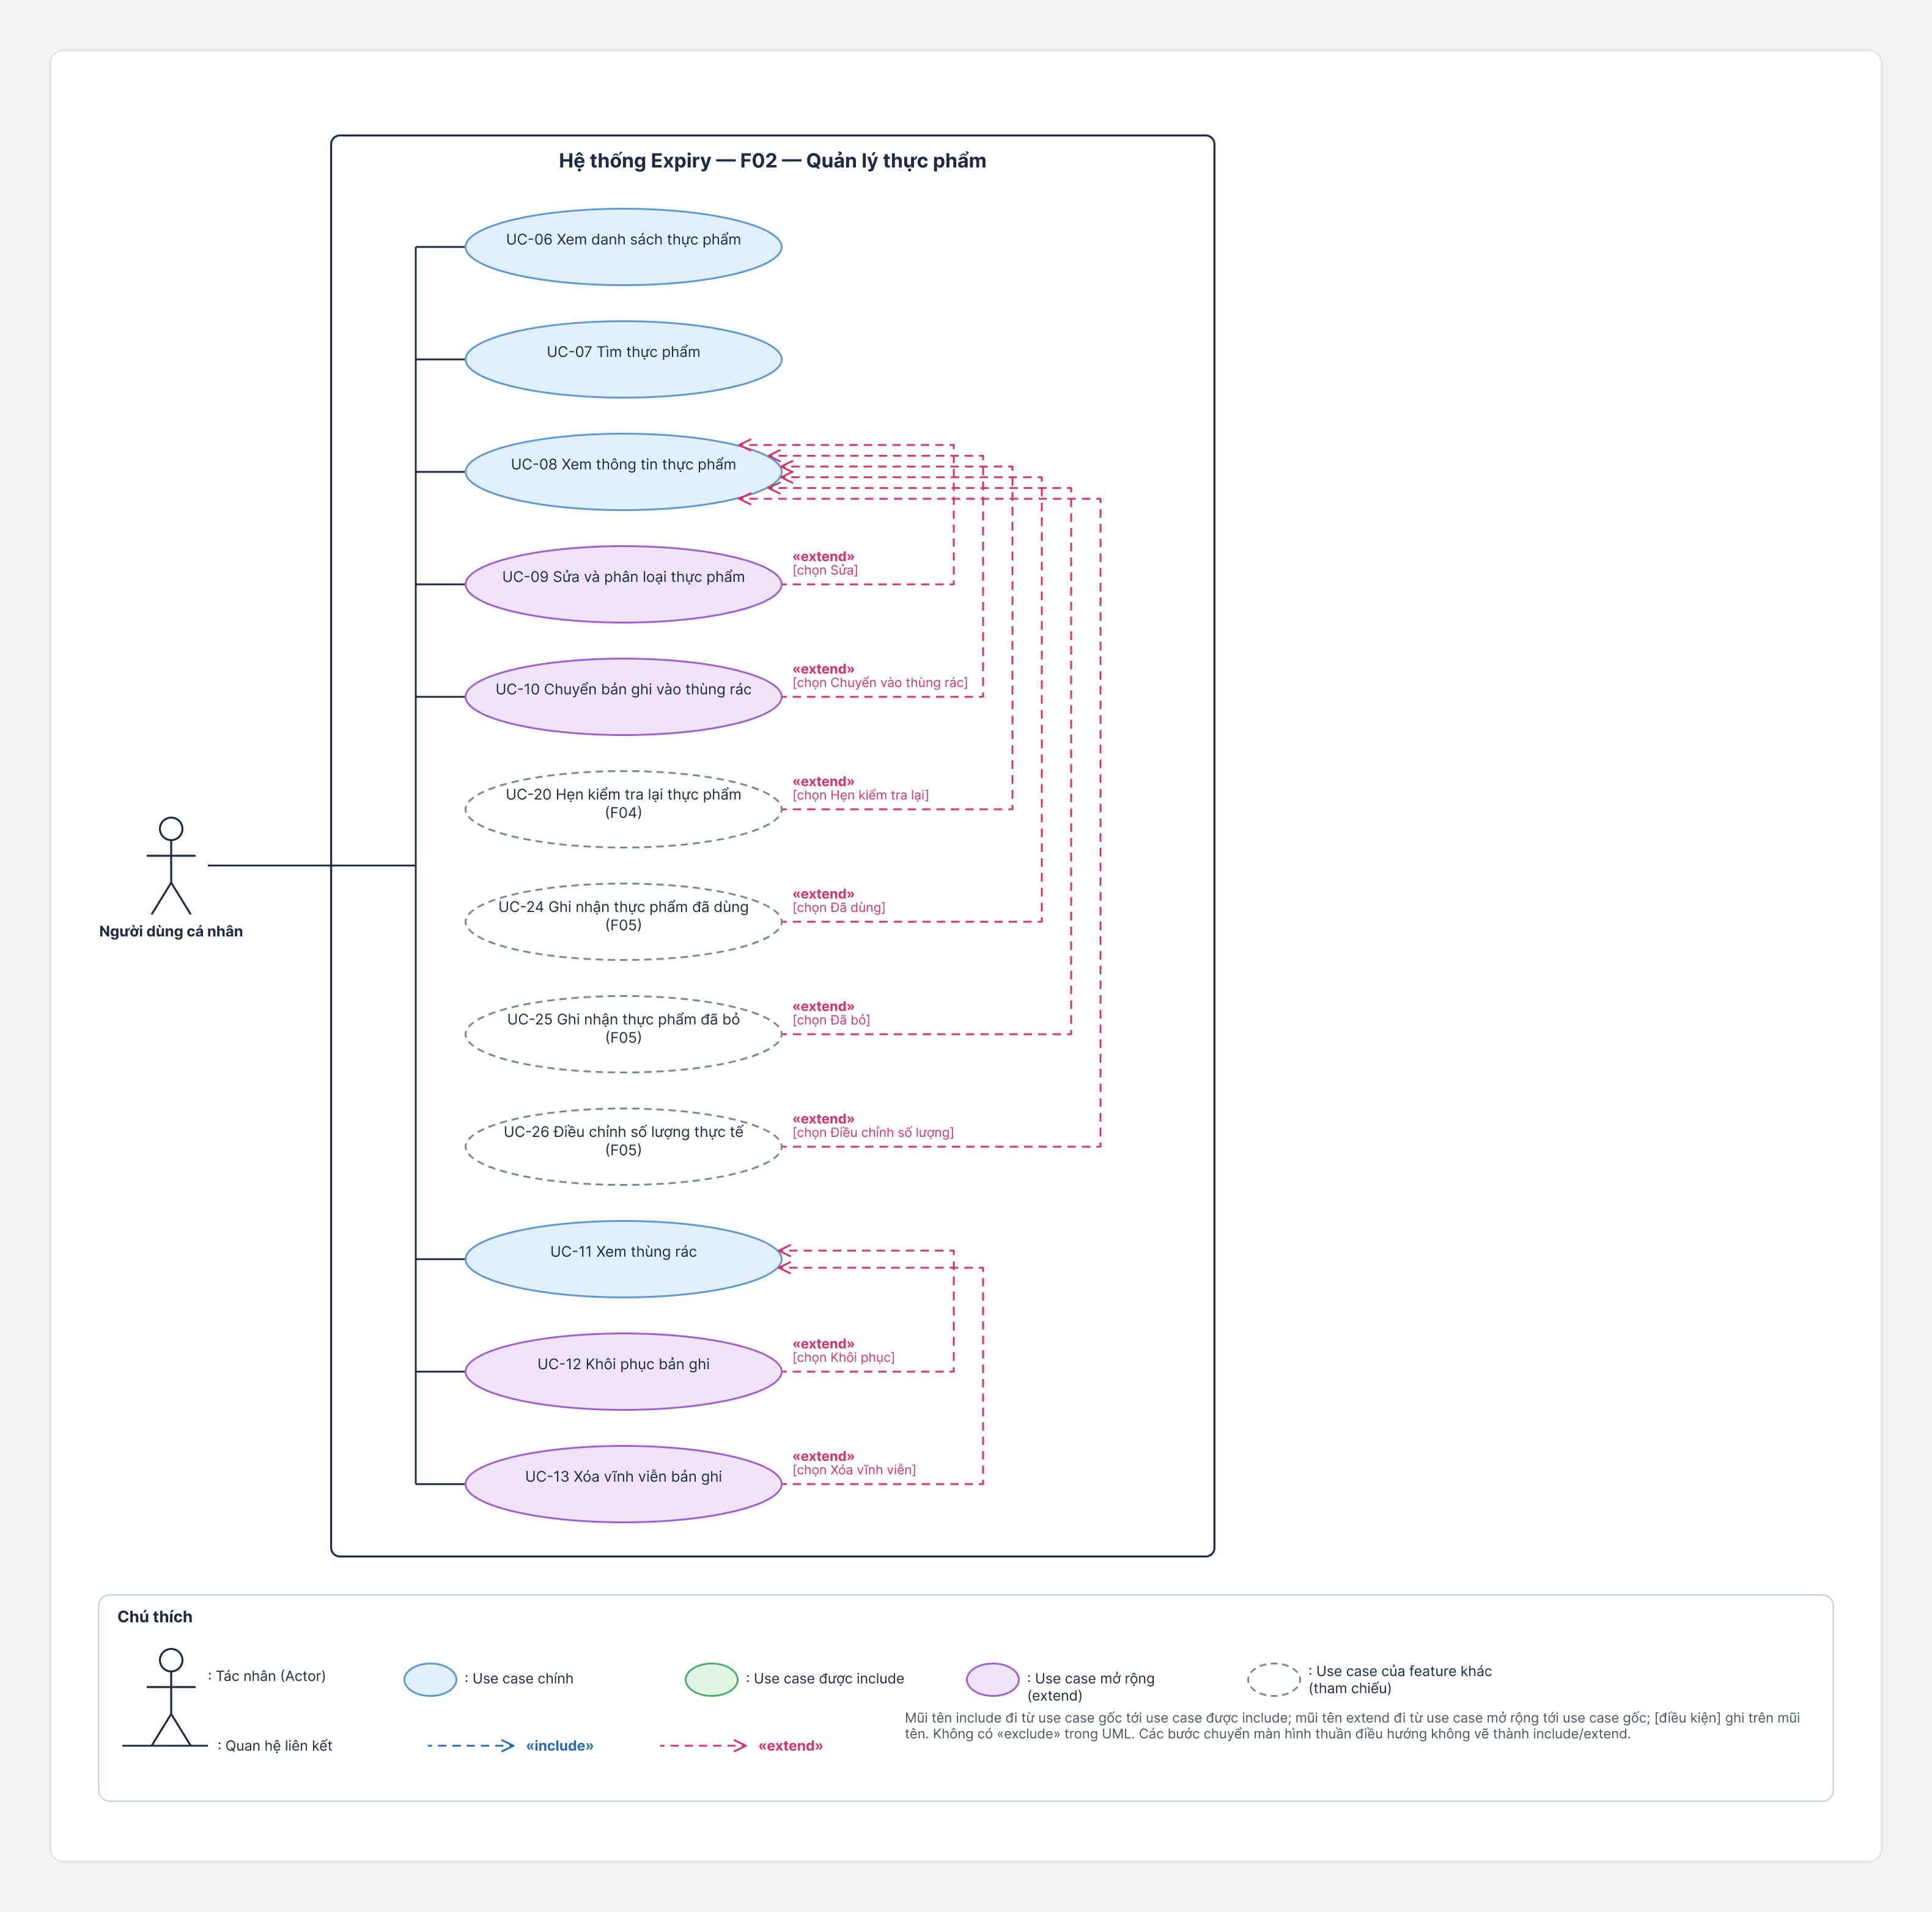 Hệ thống Expiry — F02 — Quản lý thực phẩm
UC-06 Xem danh sách thực phẩm
UC-07 Tìm thực phẩm
UC-08 Xem thông tin thực phẩm
UC-09 Sửa và phân loại thực phẩm
«extend»
[chọn Sửa]
UC-10 Chuyển bản ghi vào thùng rác
«extend»
[chọn Chuyển vào thùng rác]
UC-20 Hẹn kiểm tra lại thực phẩm
(F04)
«extend»
[chọn Hẹn kiểm tra lại]
Người dùng cá nhân
UC-24 Ghi nhận thực phẩm đã dùng
(F05)
«extend»
[chọn Đã dùng]
UC-25 Ghi nhận thực phẩm đã bỏ
(F05)
«extend»
[chọn Đã bỏ]
UC-26 Điều chỉnh số lượng thực tế
(F05)
«extend»
[chọn Điều chỉnh số lượng]
UC-11 Xem thùng rác
UC-12 Khôi phục bản ghi
«extend»
[chọn Khôi phục]
UC-13 Xóa vĩnh viễn bản ghi
«extend»
[chọn Xóa vĩnh viễn]
Chú thích
: Tác nhân (Actor)
: Use case chính
: Use case được include
: Use case mở rộng
(extend)
: Use case của feature khác
(tham chiếu)
: Quan hệ liên kết
«include»
«extend»
Mũi tên include đi từ use case gốc tới use case được include; mũi tên extend đi từ use case mở rộng tới use case gốc; [điều kiện] ghi trên mũi
tên. Không có «exclude» trong UML. Các bước chuyển màn hình thuần điều hướng không vẽ thành include/extend.